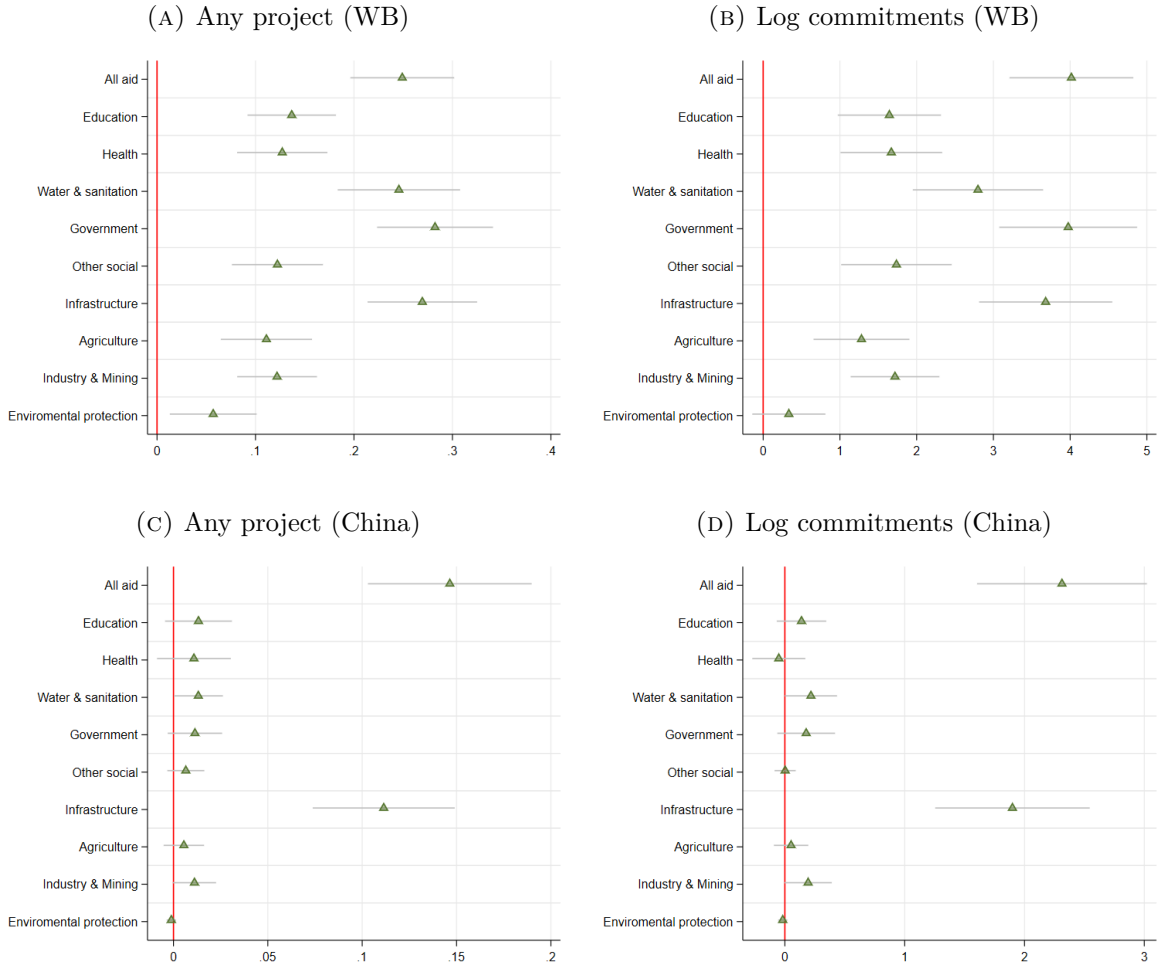 (A) Any project (WB)
All aid
Education
Health
Water & sanitation
Government
Other social
Infrastructure
Agriculture
Industry & Mining
Enviromental protection
0 .1 .2 .3 .4
(B) Log commitments (WB)
All aid
Education
Health
Water & sanitation
Government
Other social
Infrastructure
Agriculture
Industry & Mining
Enviromental protection
0 1 2 3 4 5
(C) Any project (China)
All aid
Education
Health
Water & sanitation
Government
Other social
Infrastructure
Agriculture
Industry & Mining
Enviromental protection
0 .05 .1 .15 .2
(D) Log commitments (China)
All aid
Education
Health
Water & sanitation
Government
Other social
Infrastructure
Agriculture
Industry & Mining
Enviromental protection
0 1 2 3